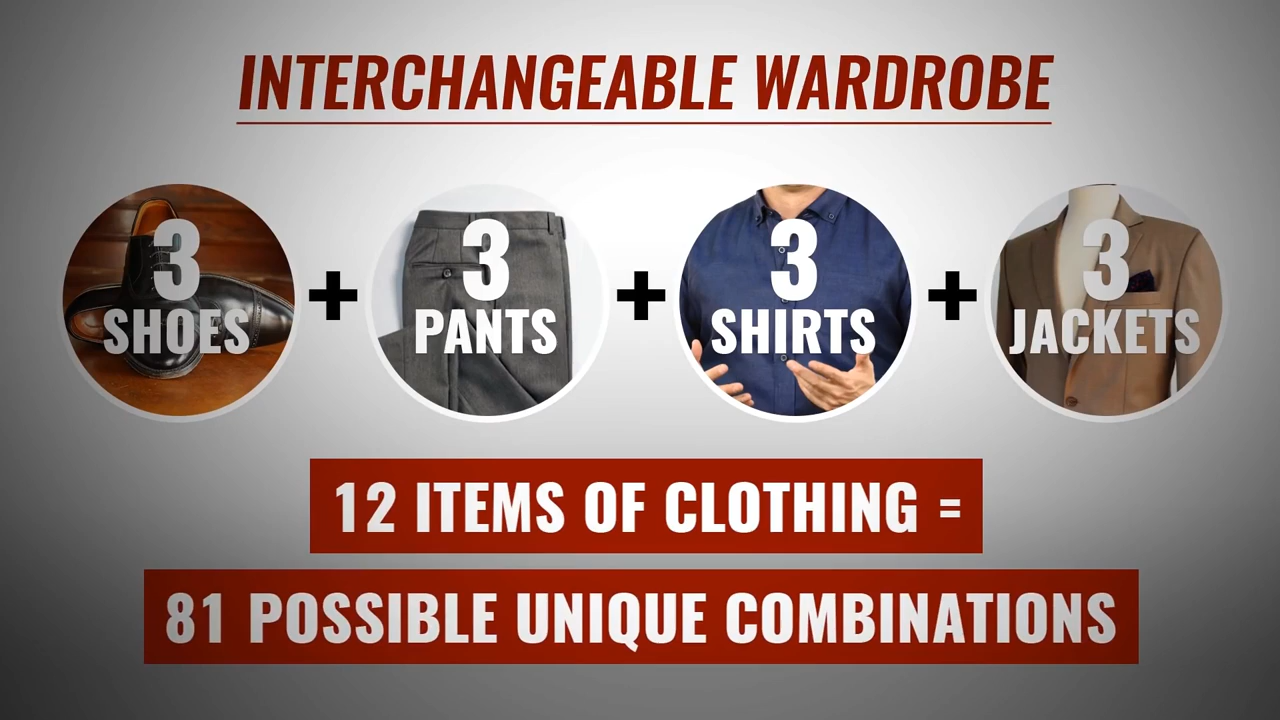 INTERCHANGEABLE WARDROBE
3 SHOES + 3 PANTS + 3 SHIRTS + 3 JACKETS
12 ITEMS OF CLOTHING =
81 POSSIBLE UNIQUE COMBINATIONS